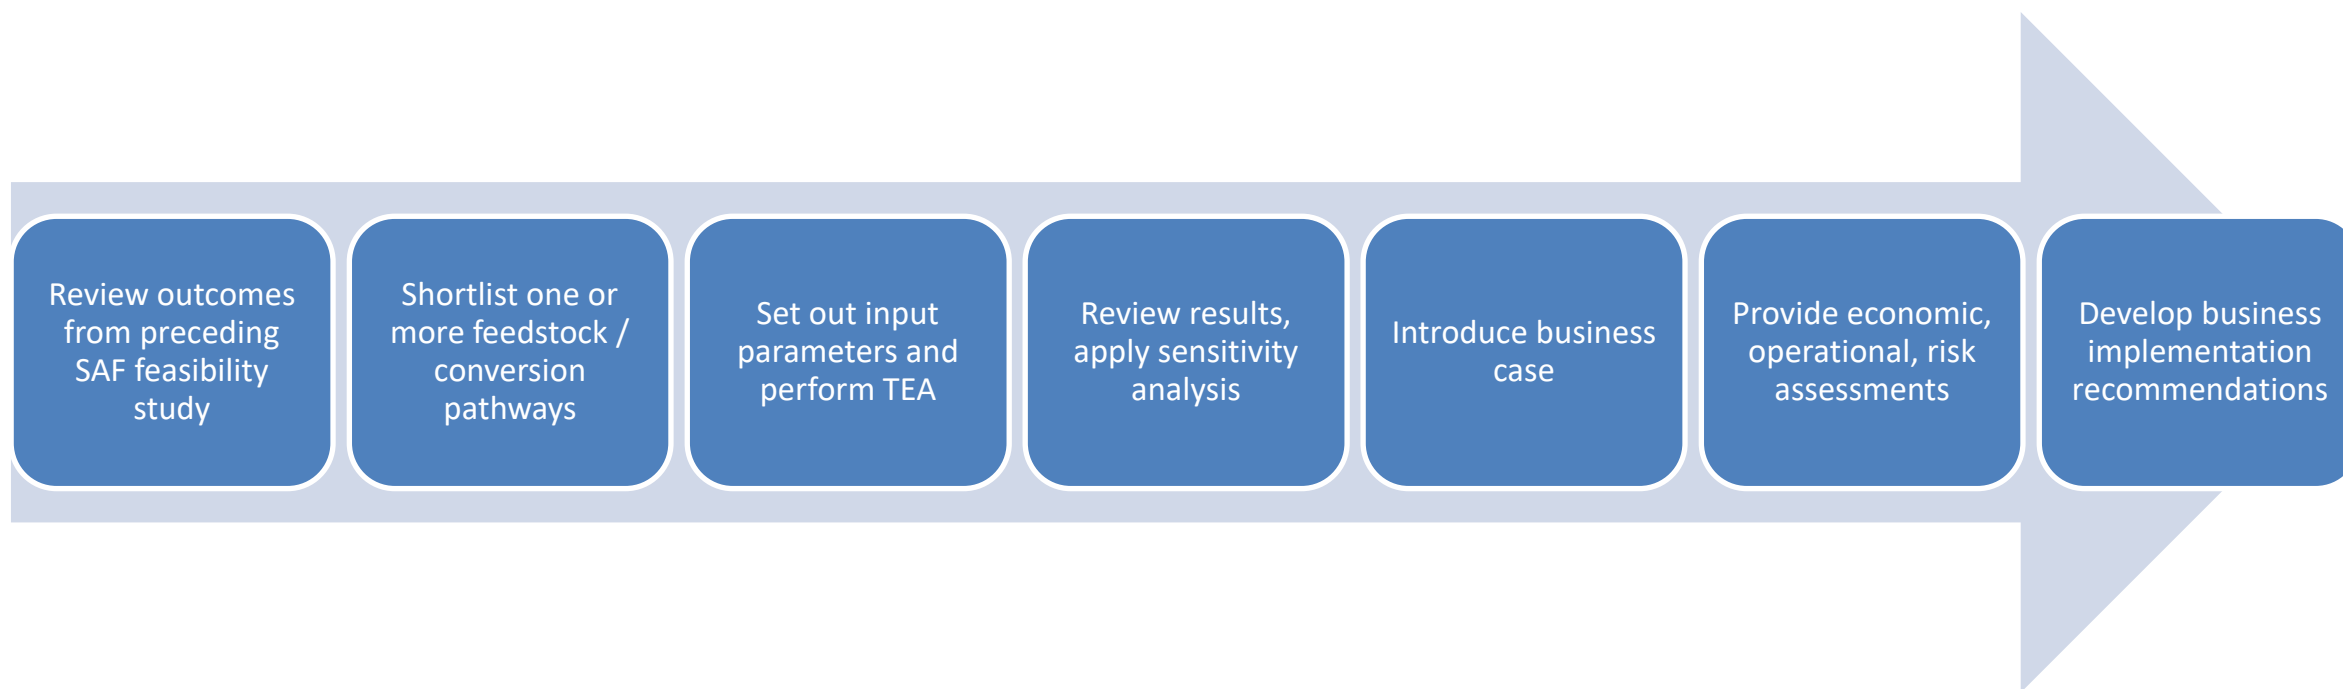 Review outcomes
from preceding
SAF feasibility
study
Shortlist one or
more feedstock /
conversion
pathways
Set out input
parameters and
perform TEA
Review results,
apply sensitivity
analysis
Introduce business
case
Provide economic,
operational, risk
assessments
Develop business
implementation
recommendations